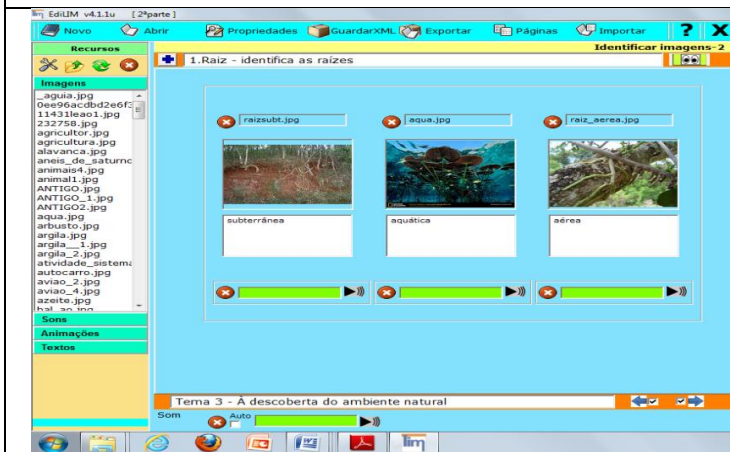 EdiLIM v4.1.1u [2ªparte]
Novo Abrir Propriedades GuardarXML Exportar Páginas Importar ? X
Recursos
Identificar imagens-2
1.Raiz - identifica as raízes
Imagens
_aguia.jpg
11431leao1.jpg
232758.jpg
agricultor.jpg
agricultura.jpg
alavanca.jpg
aneis_de_saturno
animais4.jpg
animal1.jpg
ANTIGO.jpg
ANTIGO_1.jpg
ANTIGO2.jpg
aqua.jpg
arbusto.jpg
argila.jpg
argila__1.jpg
argila_2.jpg
atividade_sistema
autocarro.jpg
aviao_2.jpg
aviao_4.jpg
azeite.jpg
Sons
Animações
Textos
raizsubt.jpg aqua.jpg raiz_aerea.jpg
subterrânea aquática aérea
Tema 3 - À descoberta do ambiente natural
Som Auto
lim